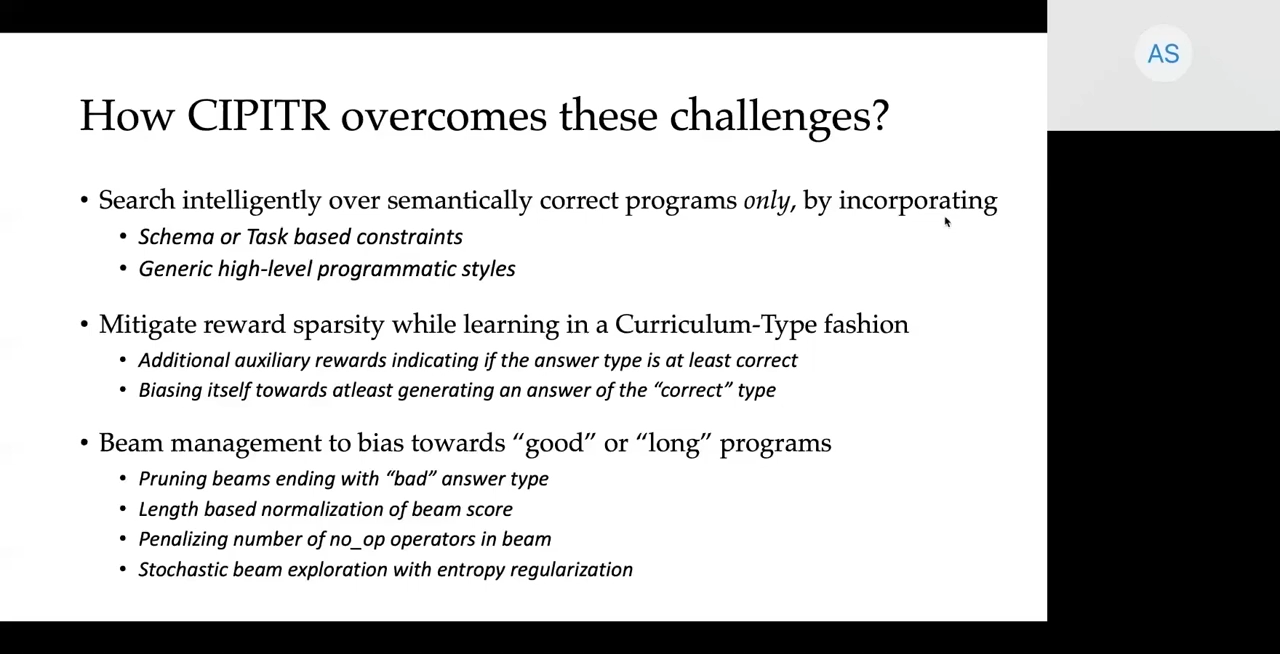 AS
How CIPITR overcomes these challenges?
• Search intelligently over semantically correct programs only, by incorporating
• Schema or Task based constraints
• Generic high-level programmatic styles
• Mitigate reward sparsity while learning in a Curriculum-Type fashion
• Additional auxiliary rewards indicating if the answer type is at least correct
• Biasing itself towards atleast generating an answer of the “correct” type
• Beam management to bias towards “good” or “long” programs
• Pruning beams ending with “bad” answer type
• Length based normalization of beam score
• Penalizing number of no_op operators in beam
• Stochastic beam exploration with entropy regularization